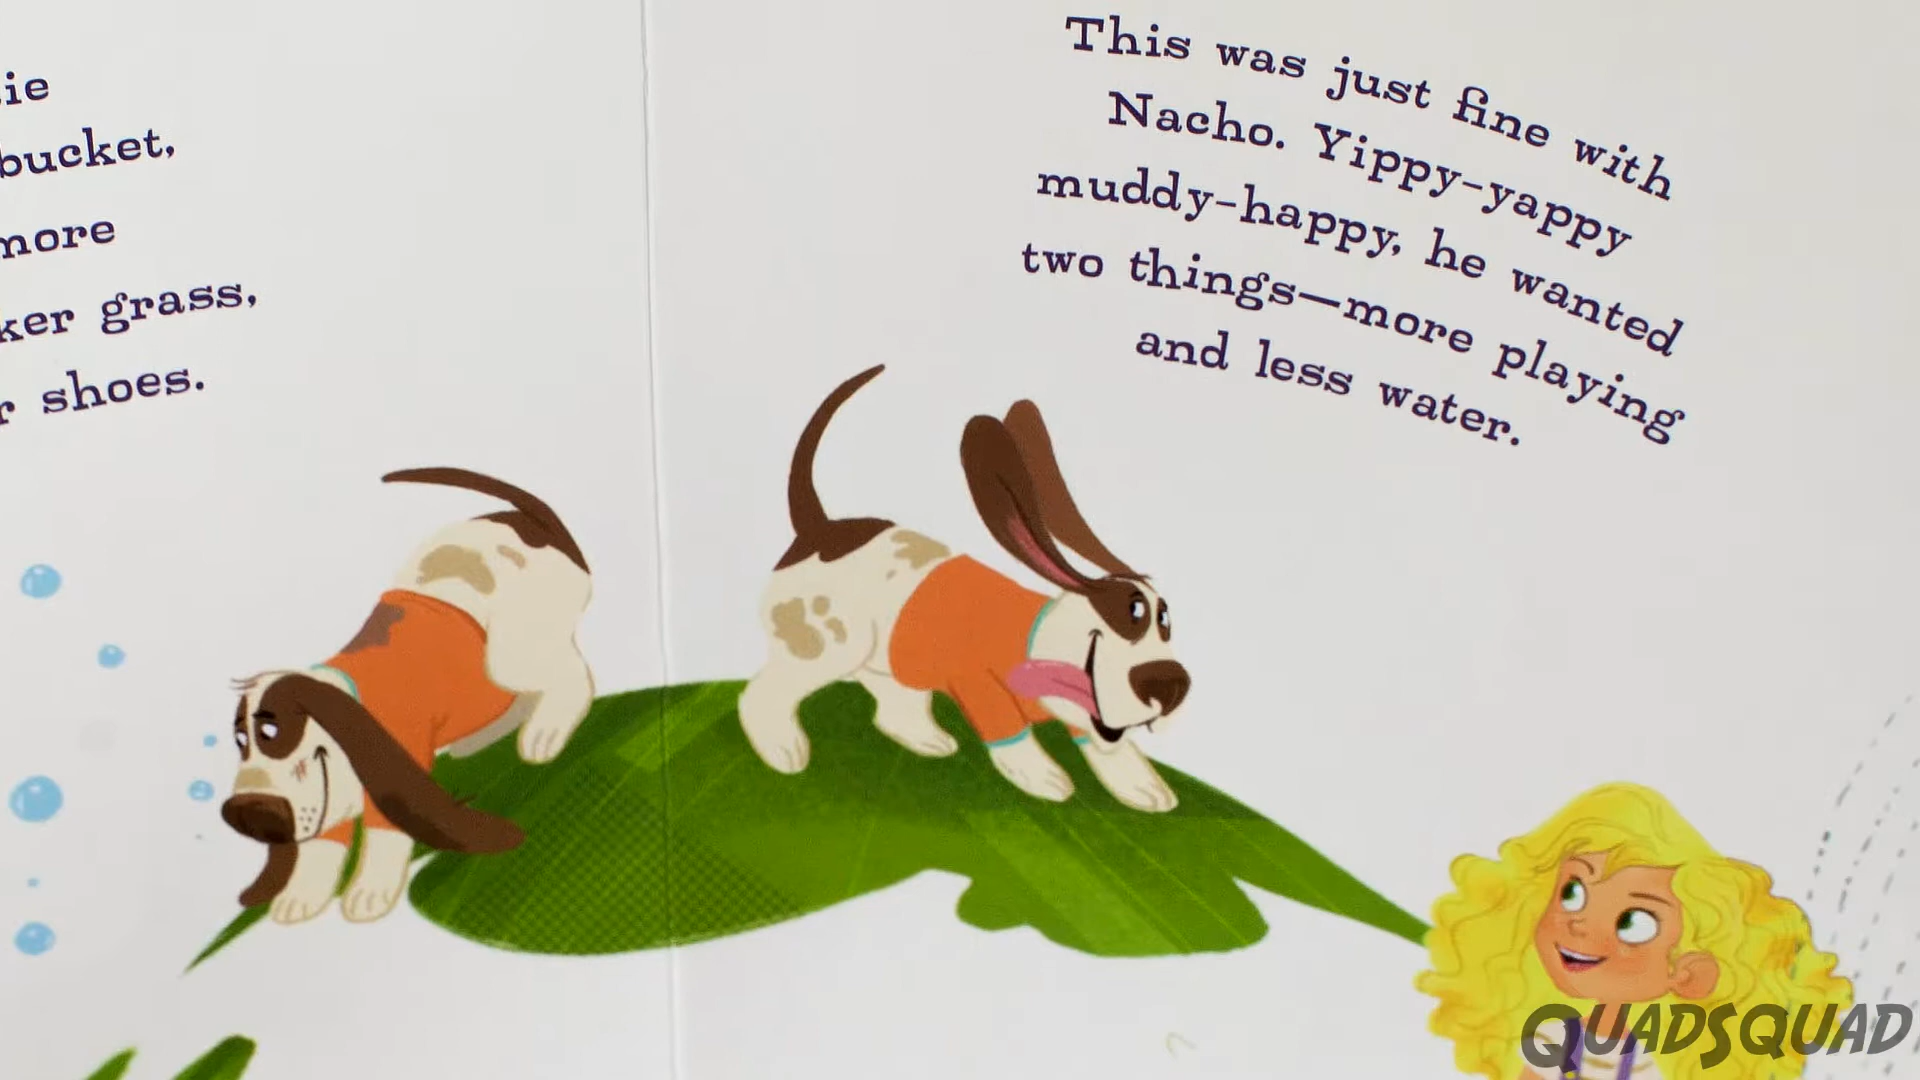 bucket,
more
grass,
shoes.
This was just fine with
Nacho. Yippy-yappy
muddy-happy, he wanted
two things—more playing
and less water.
QUADSQUAD